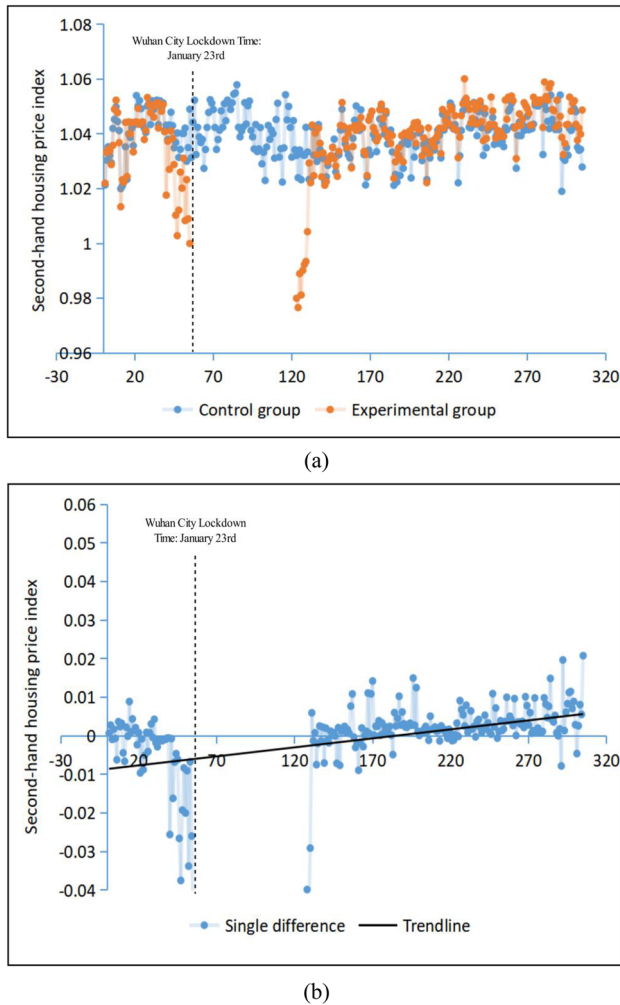 1.08
Wuhan City Lockdown Time:
January 23rd
1.06
1.04
1.02
1
0.98
0.96
Second-hand housing price index
-30 20 70 120 170 220 270 320
Control group Experimental group
(a)
0.06
Wuhan City Lockdown
Time: January 23rd
0.05
0.04
0.03
0.02
0.01
0
-0.01
-0.02
-0.03
-0.04
Second-hand housing price index
-30 20 70 120 170 220 270 320
Single difference Trendline
(b)